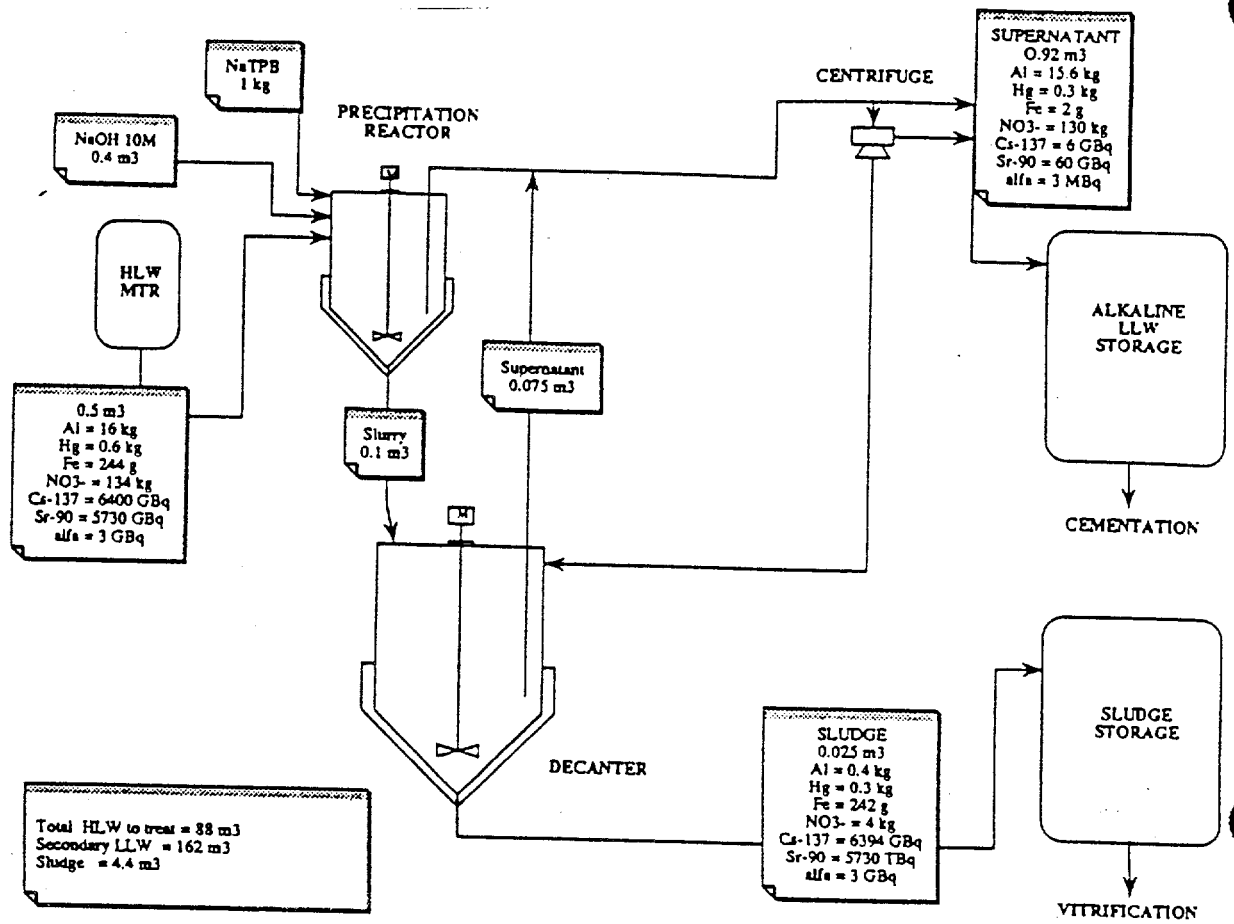 NaTPB
1 kg
NaOH 10M
0.4 m3
PRECIPITATION
REACTOR
M
HLW
MTR
0.5 m3
Al = 16 kg
Hg = 0.6 kg
Fe = 244 g
NO3- = 134 kg
Cs-137 = 6400 GBq
Sr-90 = 5730 GBq
alfa = 3 GBq
Slurry
0.1 m3
Supernatant
0.075 m3
CENTRIFUGE
SUPERNATANT
0.92 m3
Al = 15.6 kg
Hg = 0.3 kg
Fe = 2 g
NO3- = 130 kg
Cs-137 = 6 GBq
Sr-90 = 60 GBq
alfa = 3 MBq
ALKALINE
LLW
STORAGE
CEMENTATION
M
DECANTER
SLUDGE
0.025 m3
Al = 0.4 kg
Hg = 0.3 kg
Fe = 242 g
NO3- = 4 kg
Cs-137 = 6394 GBq
Sr-90 = 5730 TBq
alfa = 3 GBq
SLUDGE
STORAGE
VITRIFICATION
Total HLW to treat = 88 m3
Secondary LLW = 162 m3
Sludge = 4.4 m3